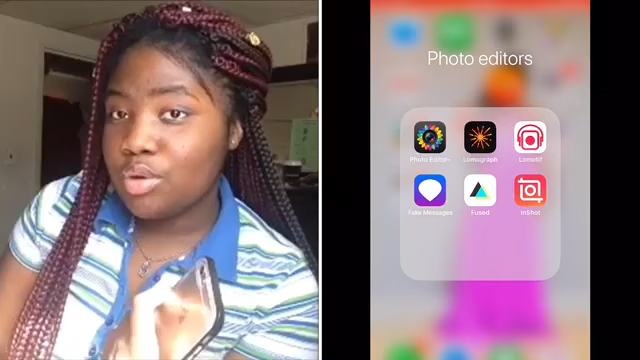 Photo editors
Photo Editor-
Lomograph
Lomotif
Fake Messages
Fused
InShot